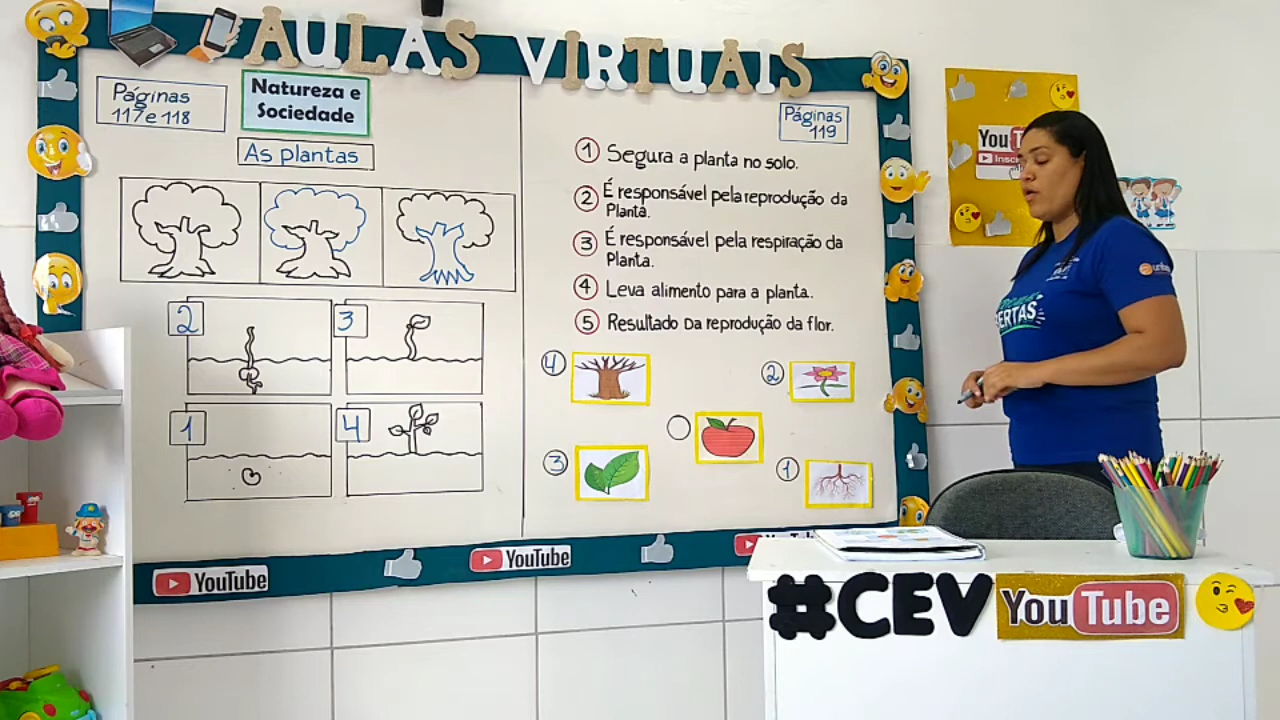 AULAS VIRTUAIS
Páginas
117 e 118
Natureza e
Sociedade
As plantas
2
3
1
4
Páginas
119
1 Segura a planta no solo.
2 É responsável pela reprodução da
Planta.
3 É responsável pela respiração da
Planta.
4 Leva alimento para a planta.
5 Resultado da reprodução da flor.
4
2
3
1
YouTube
YouTube
#CEV
YouTube